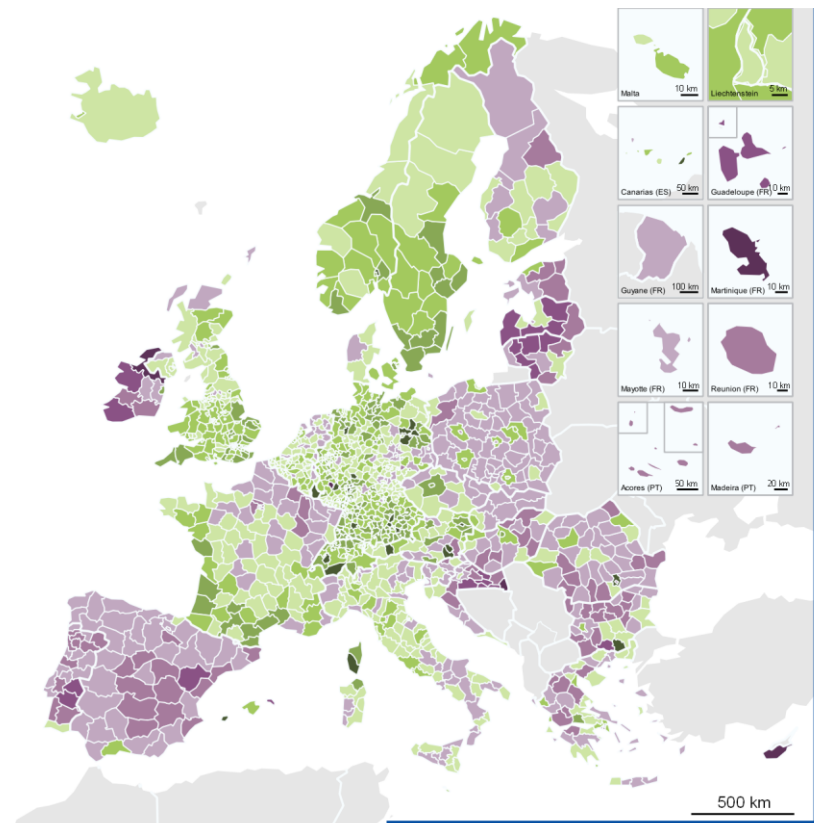 Malta 10 km
Liechtenstein 5 km
Canarias (ES) 50 km
Guadeloupe (FR) 0 km
Guyane (FR) 100 km
Martinique (FR) 10 km
Mayotte (FR) 10 km
Reunion (FR) 10 km
Acores (PT) 50 km
Madeira (PT) 20 km
500 km